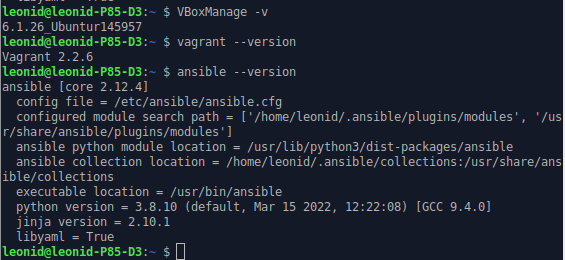 libyaml = True
leonid@leonid-P85-D3:~ $ VBoxManage -v
6.1.26_Ubuntur145957
leonid@leonid-P85-D3:~ $ vagrant --version
Vagrant 2.2.6
leonid@leonid-P85-D3:~ $ ansible --version
ansible [core 2.12.4]
  config file = /etc/ansible/ansible.cfg
  configured module search path = ['/home/leonid/.ansible/plugins/modules', '/us
r/share/ansible/plugins/modules']
  ansible python module location = /usr/lib/python3/dist-packages/ansible
  ansible collection location = /home/leonid/.ansible/collections:/usr/share/ans
ible/collections
  executable location = /usr/bin/ansible
  python version = 3.8.10 (default, Mar 15 2022, 12:22:08) [GCC 9.4.0]
  jinja version = 2.10.1
  libyaml = True
leonid@leonid-P85-D3:~ $